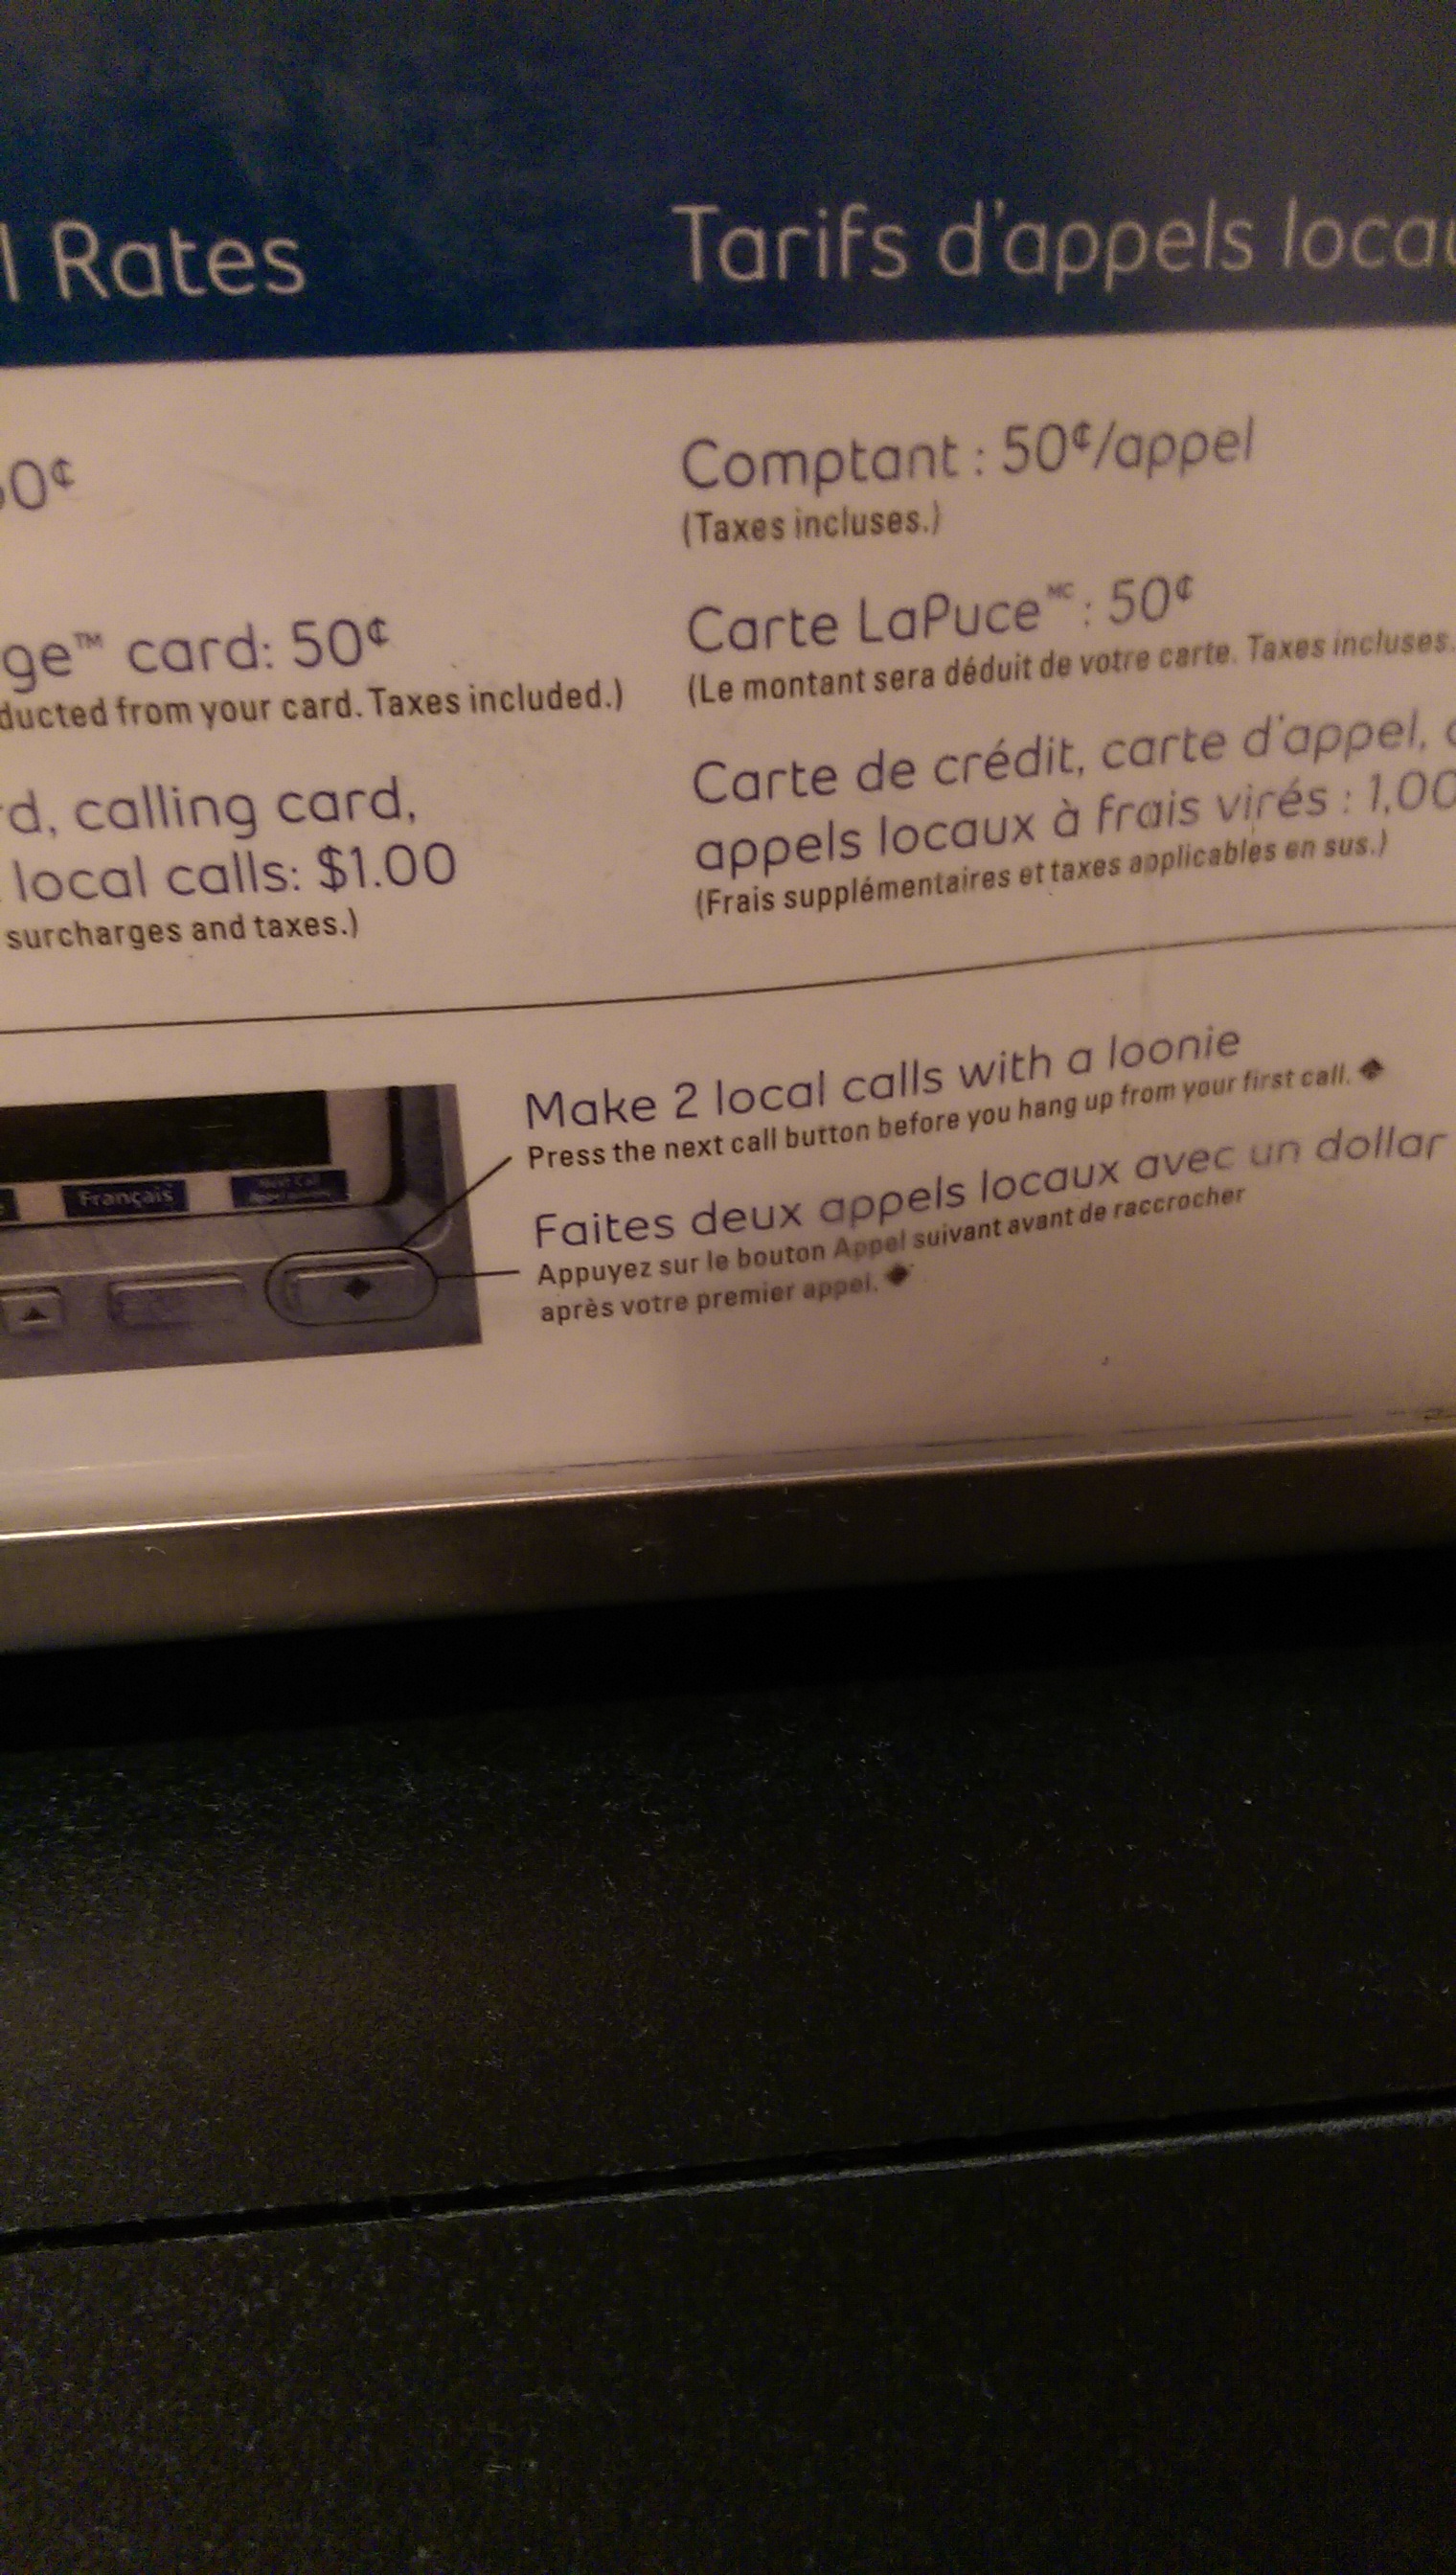 Rates
Tarifs d'appels
0¢
ge™ card: 50¢
ducted from your card. Taxes included.)
d, calling card,
local calls: $1.00
surcharges and taxes.)
Comptant : 50¢/appel
(Taxes incluses.)
Carte LaPuce MC : 50¢
(Le montant sera déduit de votre carte. Taxes incluses.
Carte de crédit, carte d'appel,
appels locaux à frais virés : 1,00
(Frais supplémentaires et taxes applicables en sus.)
Make 2 local calls with a loonie
Press the next call button before you hang up from your first call.
Faites deux appels locaux avec un dollar
Appuyez sur le bouton Appel suivant avant de raccrocher
après votre premier appel.
Français
Next Call